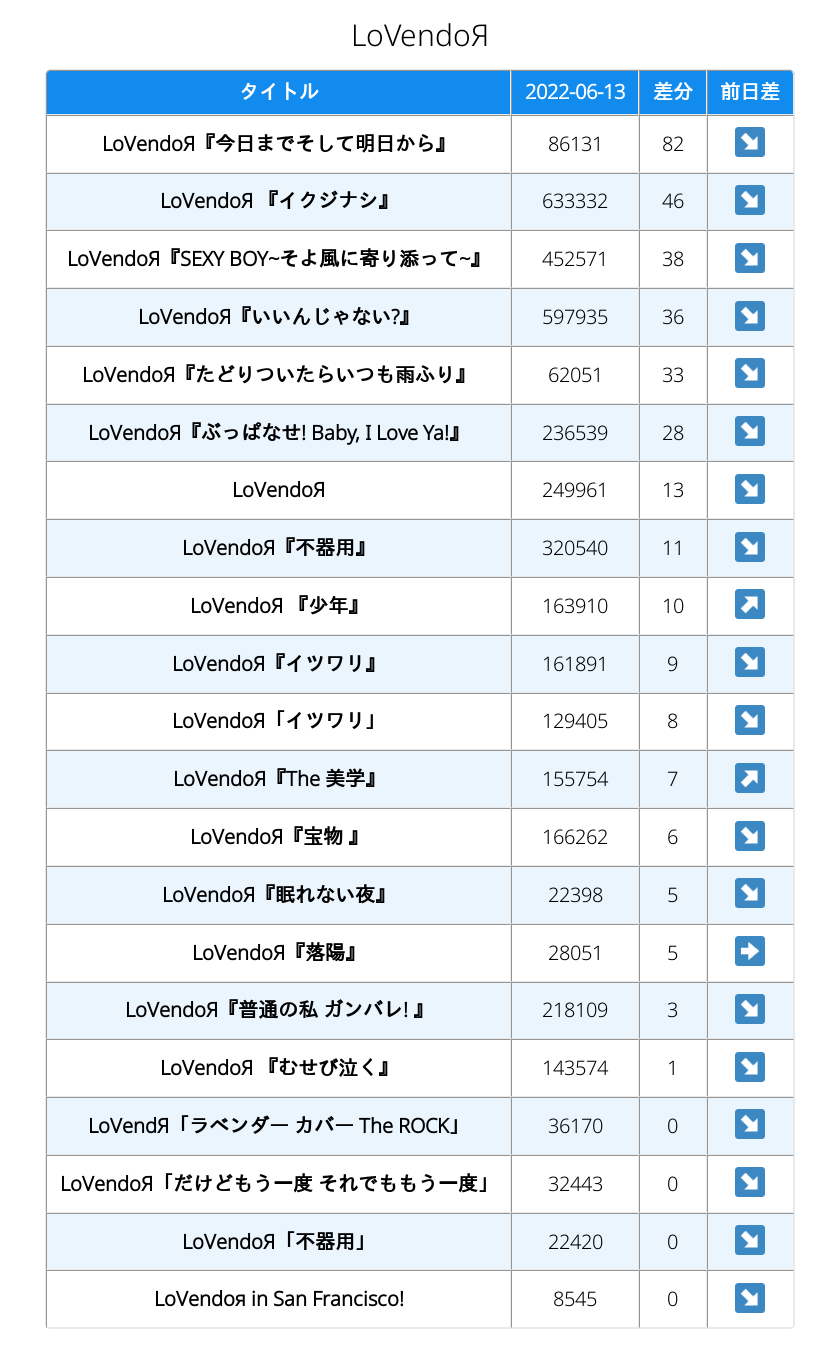 LoVendoЯ
タイトル 2022-06-13 差分 前日差
LoVendoЯ『今日までそして明日から』 86131 82 ↘
LoVendoЯ 『イクジナシ』 633332 46 ↘
LoVendoЯ『SEXY BOY~そよ風に寄り添って~』 452571 38 ↘
LoVendoЯ『いいんじゃない?』 597935 36 ↘
LoVendoЯ『たどりついたらいつも雨ふり』 62051 33 ↘
LoVendoЯ『ぶっぱなせ! Baby, I Love Ya!』 236539 28 ↘
LoVendoЯ 249961 13 ↘
LoVendoЯ『不器用』 320540 11 ↘
LoVendoЯ 『少年』 163910 10 ↗
LoVendoЯ『イツワリ』 161891 9 ↘
LoVendoЯ「イツワリ」 129405 8 ↘
LoVendoЯ『The 美学』 155754 7 ↗
LoVendoЯ『宝物 』 166262 6 ↘
LoVendoЯ『眠れない夜』 22398 5 ↘
LoVendoЯ『落陽』 28051 5 ➡
LoVendoЯ『普通の私 ガンバレ! 』 218109 3 ↘
LoVendoЯ 『むせび泣く』 143574 1 ↘
LoVendЯ「ラベンダー カバー The ROCK」 36170 0 ↘
LoVendoЯ「だけどもう一度 それでももう一度」 32443 0 ↘
LoVendoЯ「不器用」 22420 0 ↘
LoVendoя in San Francisco! 8545 0 ↘